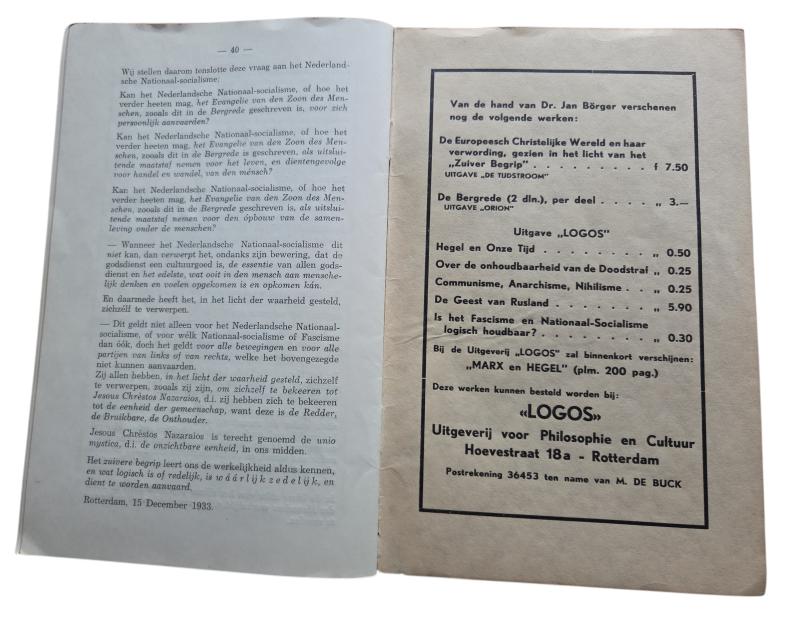 — 40 —
Wij stellen daarom tenslotte deze vraag aan het Nederland-
sche Nationaal-socialisme:
Kan het Nederlandsche Nationaal-socialisme, of hoe het
verder heeten mag, het Evangelie van den Zoon des Men-
schen, zooals dit in de Bergrede geschreven is, voor zich
persoonlijk aanvaarden?
Kan het Nederlandsche Nationaal-socialisme, of hoe het
verder heeten mag, het Evangelie van den Zoon des Men-
schen, zooals dit in de Bergrede is geschreven, als uitslui-
tende maatstaf nemen voor het leven, en dientengevolge
voor handel en wandel, van den ménsch?
Kan het Nederlandsche Nationaal-socialisme, of hoe het
verder heeten mag, het Evangelie van den Zoon des Men-
schen, zooals dit in de Bergrede geschreven is, als uitslui-
tende maatstaf nemen voor den ópbouw van de samen-
leving onder de menschen?
— Wanneer het Nederlandsche Nationaal-socialisme dit
niet kan, dan verwerpt het, ondanks zijn bewering, dat de
godsdienst een cultuurgoed is, de essentie van allen gods-
dienst en het edelste, wat ooit in den mensch aan mensche-
lijk denken en voelen opgekomen is en opkomen kán.
En daarmede heeft het, in het licht der waarheid gesteld,
zichzélf te verwerpen.
— Dit geldt niet alleen voor het Nederlandsche Nationaal-
socialisme, of voor wélk Nationaal-socialisme of Fascisme
dan óók, doch het geldt voor alle bewegingen en voor alle
partijen van links of van rechts, welke het bovengezegde
niet kunnen aanvaarden.
Zij allen hebben, in het licht der waarheid gesteld, zichzelf
te verwerpen, zooals zij zijn, om zichzelf te bekeeren tot
Jesous Chrèstos Nazaraios, d.i. zij hebben zich te bekeeren
tot de eenheid der gemeenschap, want deze is de Redder,
de Bruikbare, de Onthouder.
Jesous Chrèstos Nazaraios is terecht genoemd de unio
mystica, d.i. de onzichtbare eenheid, in ons midden.
Het zuivere begrip leert ons de werkelijkheid aldus kennen,
en wat logisch is of redelijk, is wáárlijk zedelijk, en
dient te worden aanvaard.
Rotterdam, 15 December 1933.
Van de hand van Dr. Jan Börger verschenen
nog de volgende werken:
De Europeesch Christelijke Wereld en haar
verwording, gezien in het licht van het
„Zuiver Begrip" . . . . . . . . . f 7.50
UITGAVE „DE TIJDSTROOM"
De Bergrede (2 dln.), per deel . . . . „ 3.—
UITGAVE „ORION"
Uitgave „LOGOS"
Hegel en Onze Tijd . . . . . . . . „ 0.50
Over de onhoudbaarheid van de Doodstraf „ 0.25
Communisme, Anarchisme, Nihilisme . . „ 0.25
De Geest van Rusland . . . . . . . „ 5.90
Is het Fascisme en Nationaal-Socialisme
logisch houdbaar? . . . . . . . . „ 0.30
Bij de Uitgeverij „LOGOS" zal binnenkort verschijnen:
„MARX en HEGEL" (plm. 200 pag.)
Deze werken kunnen besteld worden bij:
«LOGOS»
Uitgeverij voor Philosophie en Cultuur
Hoevestraat 18a - Rotterdam
Postrekening 36453 ten name van M. DE BUCK